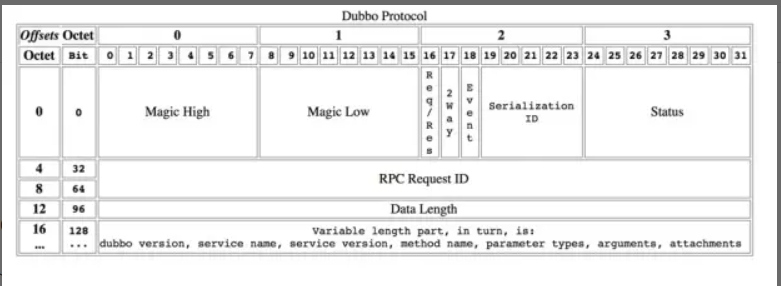 Dubbo Protocol
Offsets Octet 0 1 2 3
Octet Bit 0 1 2 3 4 5 6 7 8 9 10 11 12 13 14 15 16 17 18 19 20 21 22 23 24 25 26 27 28 29 30 31
0 0 Magic High Magic Low Req/Res 2Way Event Serialization ID Status
4 32
RPC Request ID
8 64
12 96 Data Length
16 128 Variable length part, in turn, is:
... ... dubbo version, service name, service version, method name, parameter types, arguments, attachments